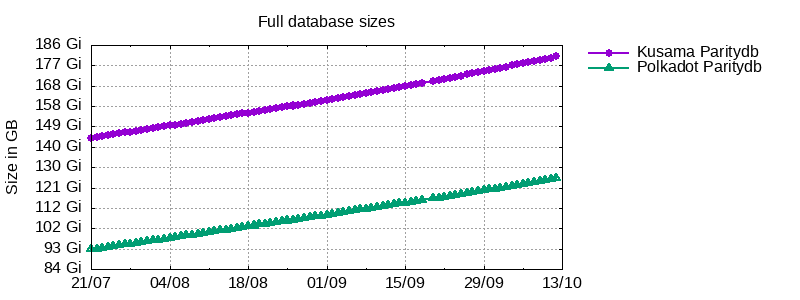 Full database sizes
186 Gi
177 Gi
168 Gi
158 Gi
149 Gi
140 Gi
130 Gi
121 Gi
112 Gi
102 Gi
93 Gi
84 Gi
Size in GB
21/07 04/08 18/08 01/09 15/09 29/09 13/10
Kusama Paritydb
Polkadot Paritydb